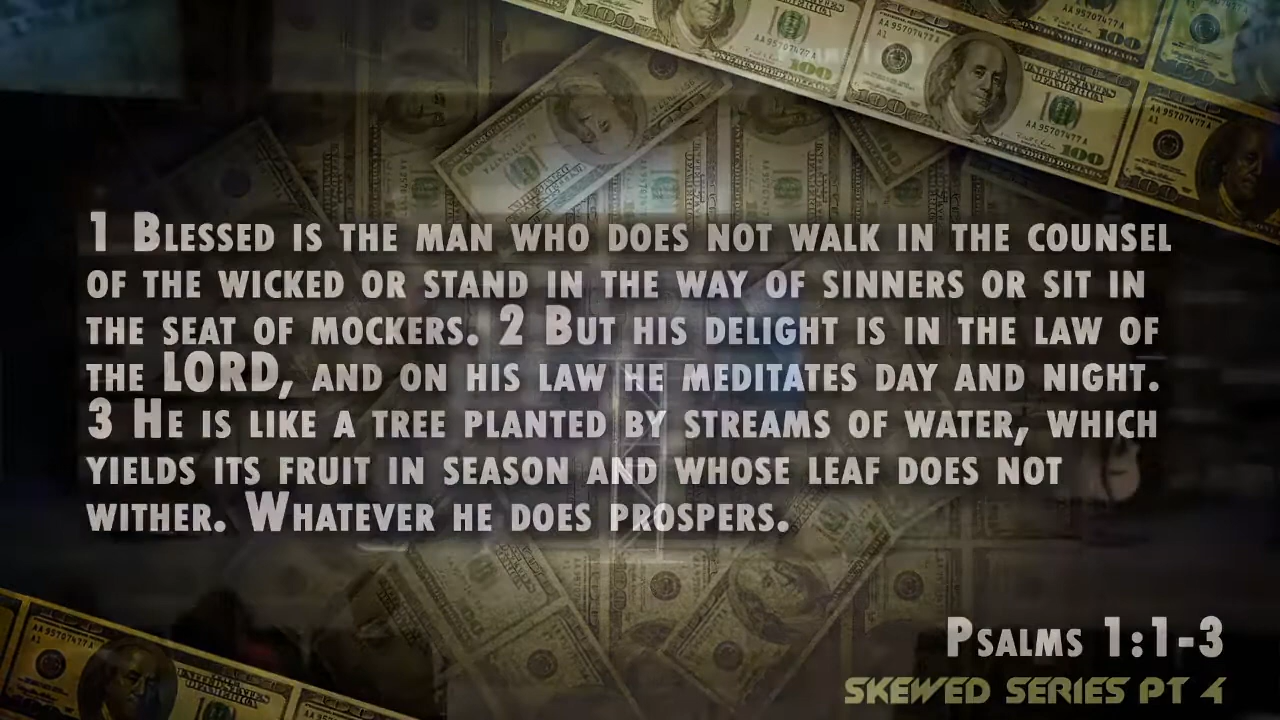 1 Blessed is the man who does not walk in the counsel
of the wicked or stand in the way of sinners or sit in
the seat of mockers. 2 But his delight is in the law of
the LORD, and on his law he meditates day and night.
3 He is like a tree planted by streams of water, which
yields its fruit in season and whose leaf does not
wither. Whatever he does prospers.
Psalms 1:1-3
SKEWED SERIES PT 4